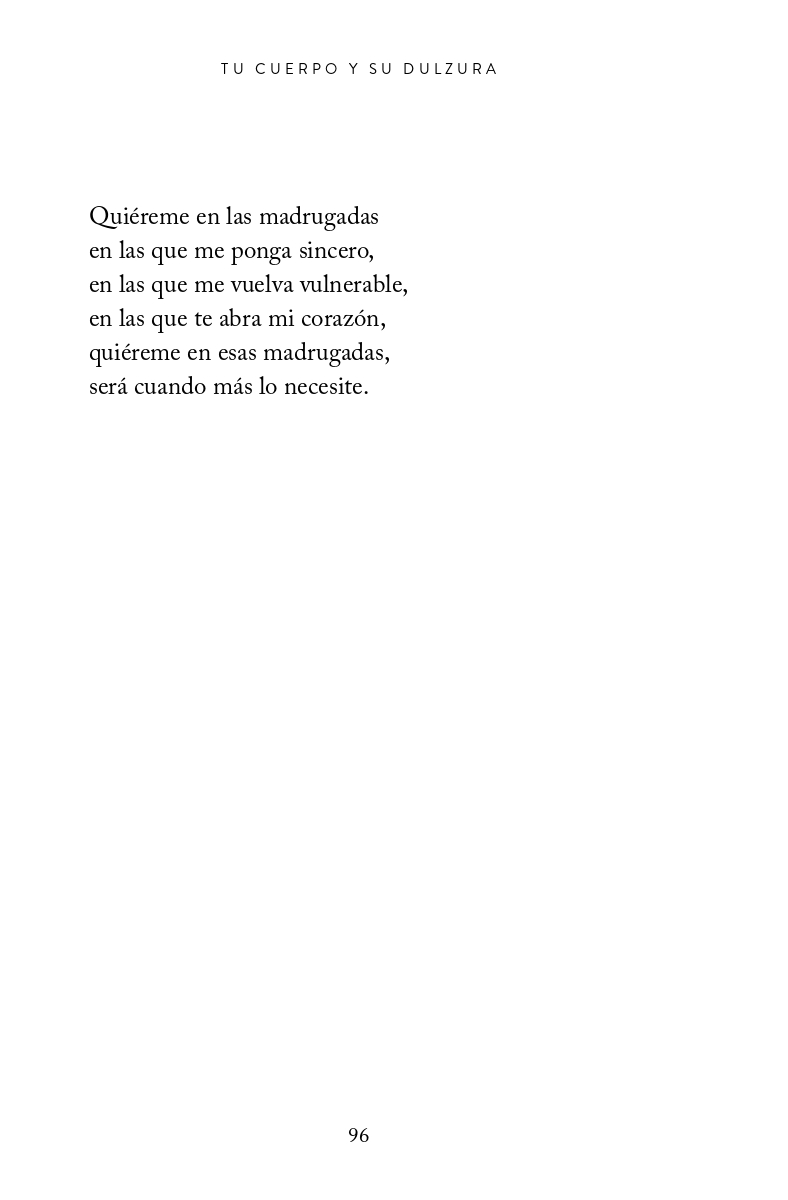 TU CUERPO Y SU DULZURA
Quiéreme en las madrugadas
en las que me ponga sincero,
en las que me vuelva vulnerable,
en las que te abra mi corazón,
quiéreme en esas madrugadas,
será cuando más lo necesite.
96